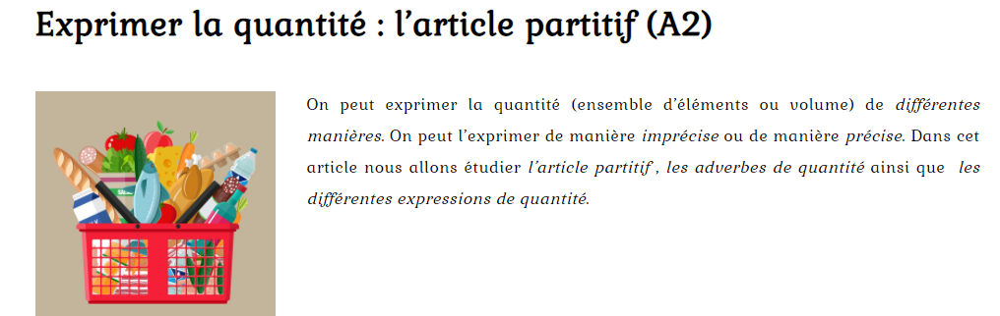 Exprimer la quantité : l'article partitif (A2)
On peut exprimer la quantité (ensemble d'éléments ou volume) de différentes
manières. On peut l'exprimer de manière imprécise ou de manière précise. Dans cet
article nous allons étudier l'article partitif , les adverbes de quantité ainsi que les
différentes expressions de quantité.